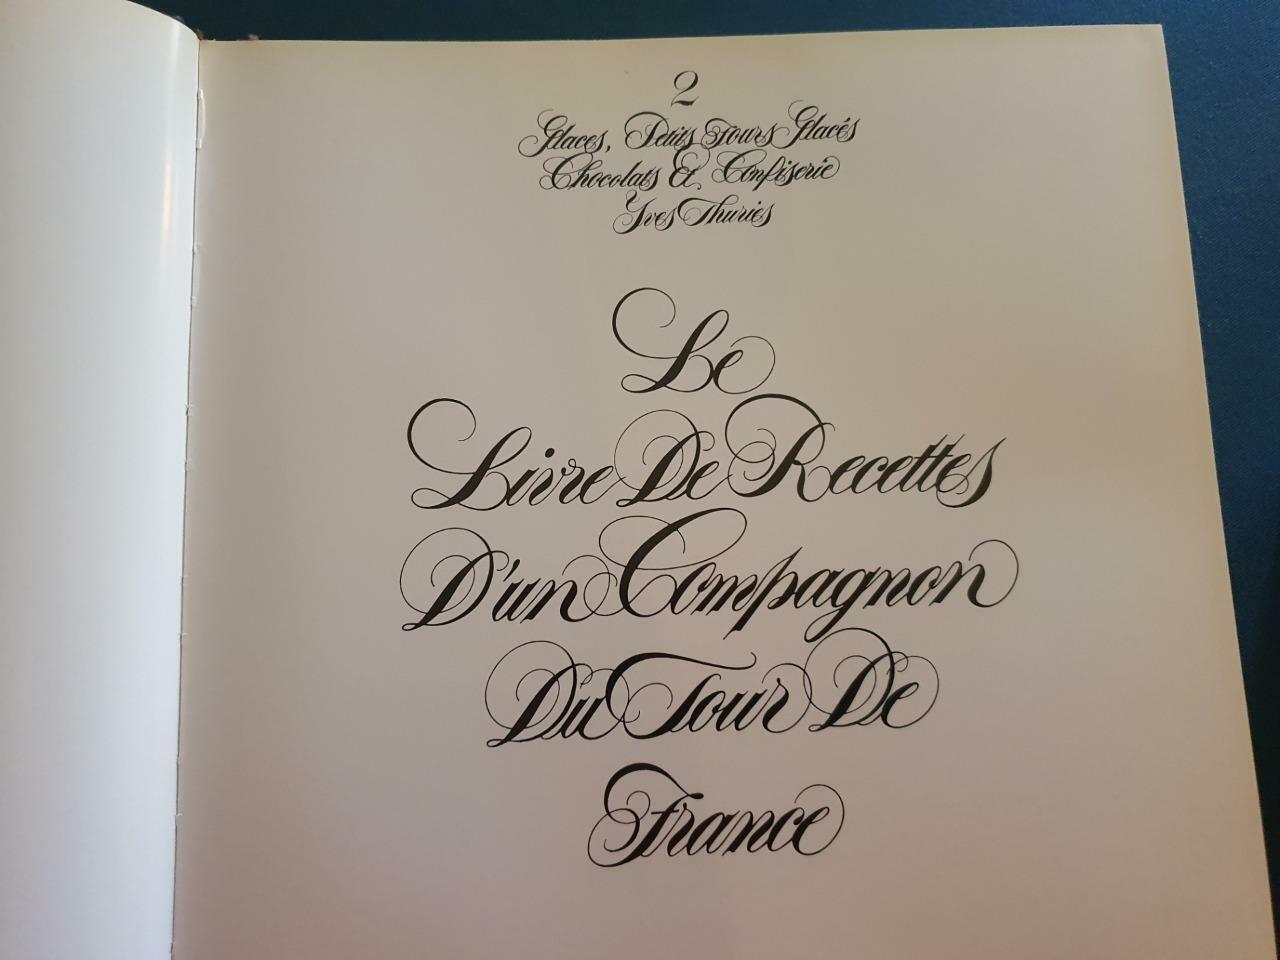 2
Glaces, Petits Fours Glacés
Chocolats Et Confiserie
Yves Thuries
Le
Livre De Recettes
D'un Compagnon
Du Tour De
France